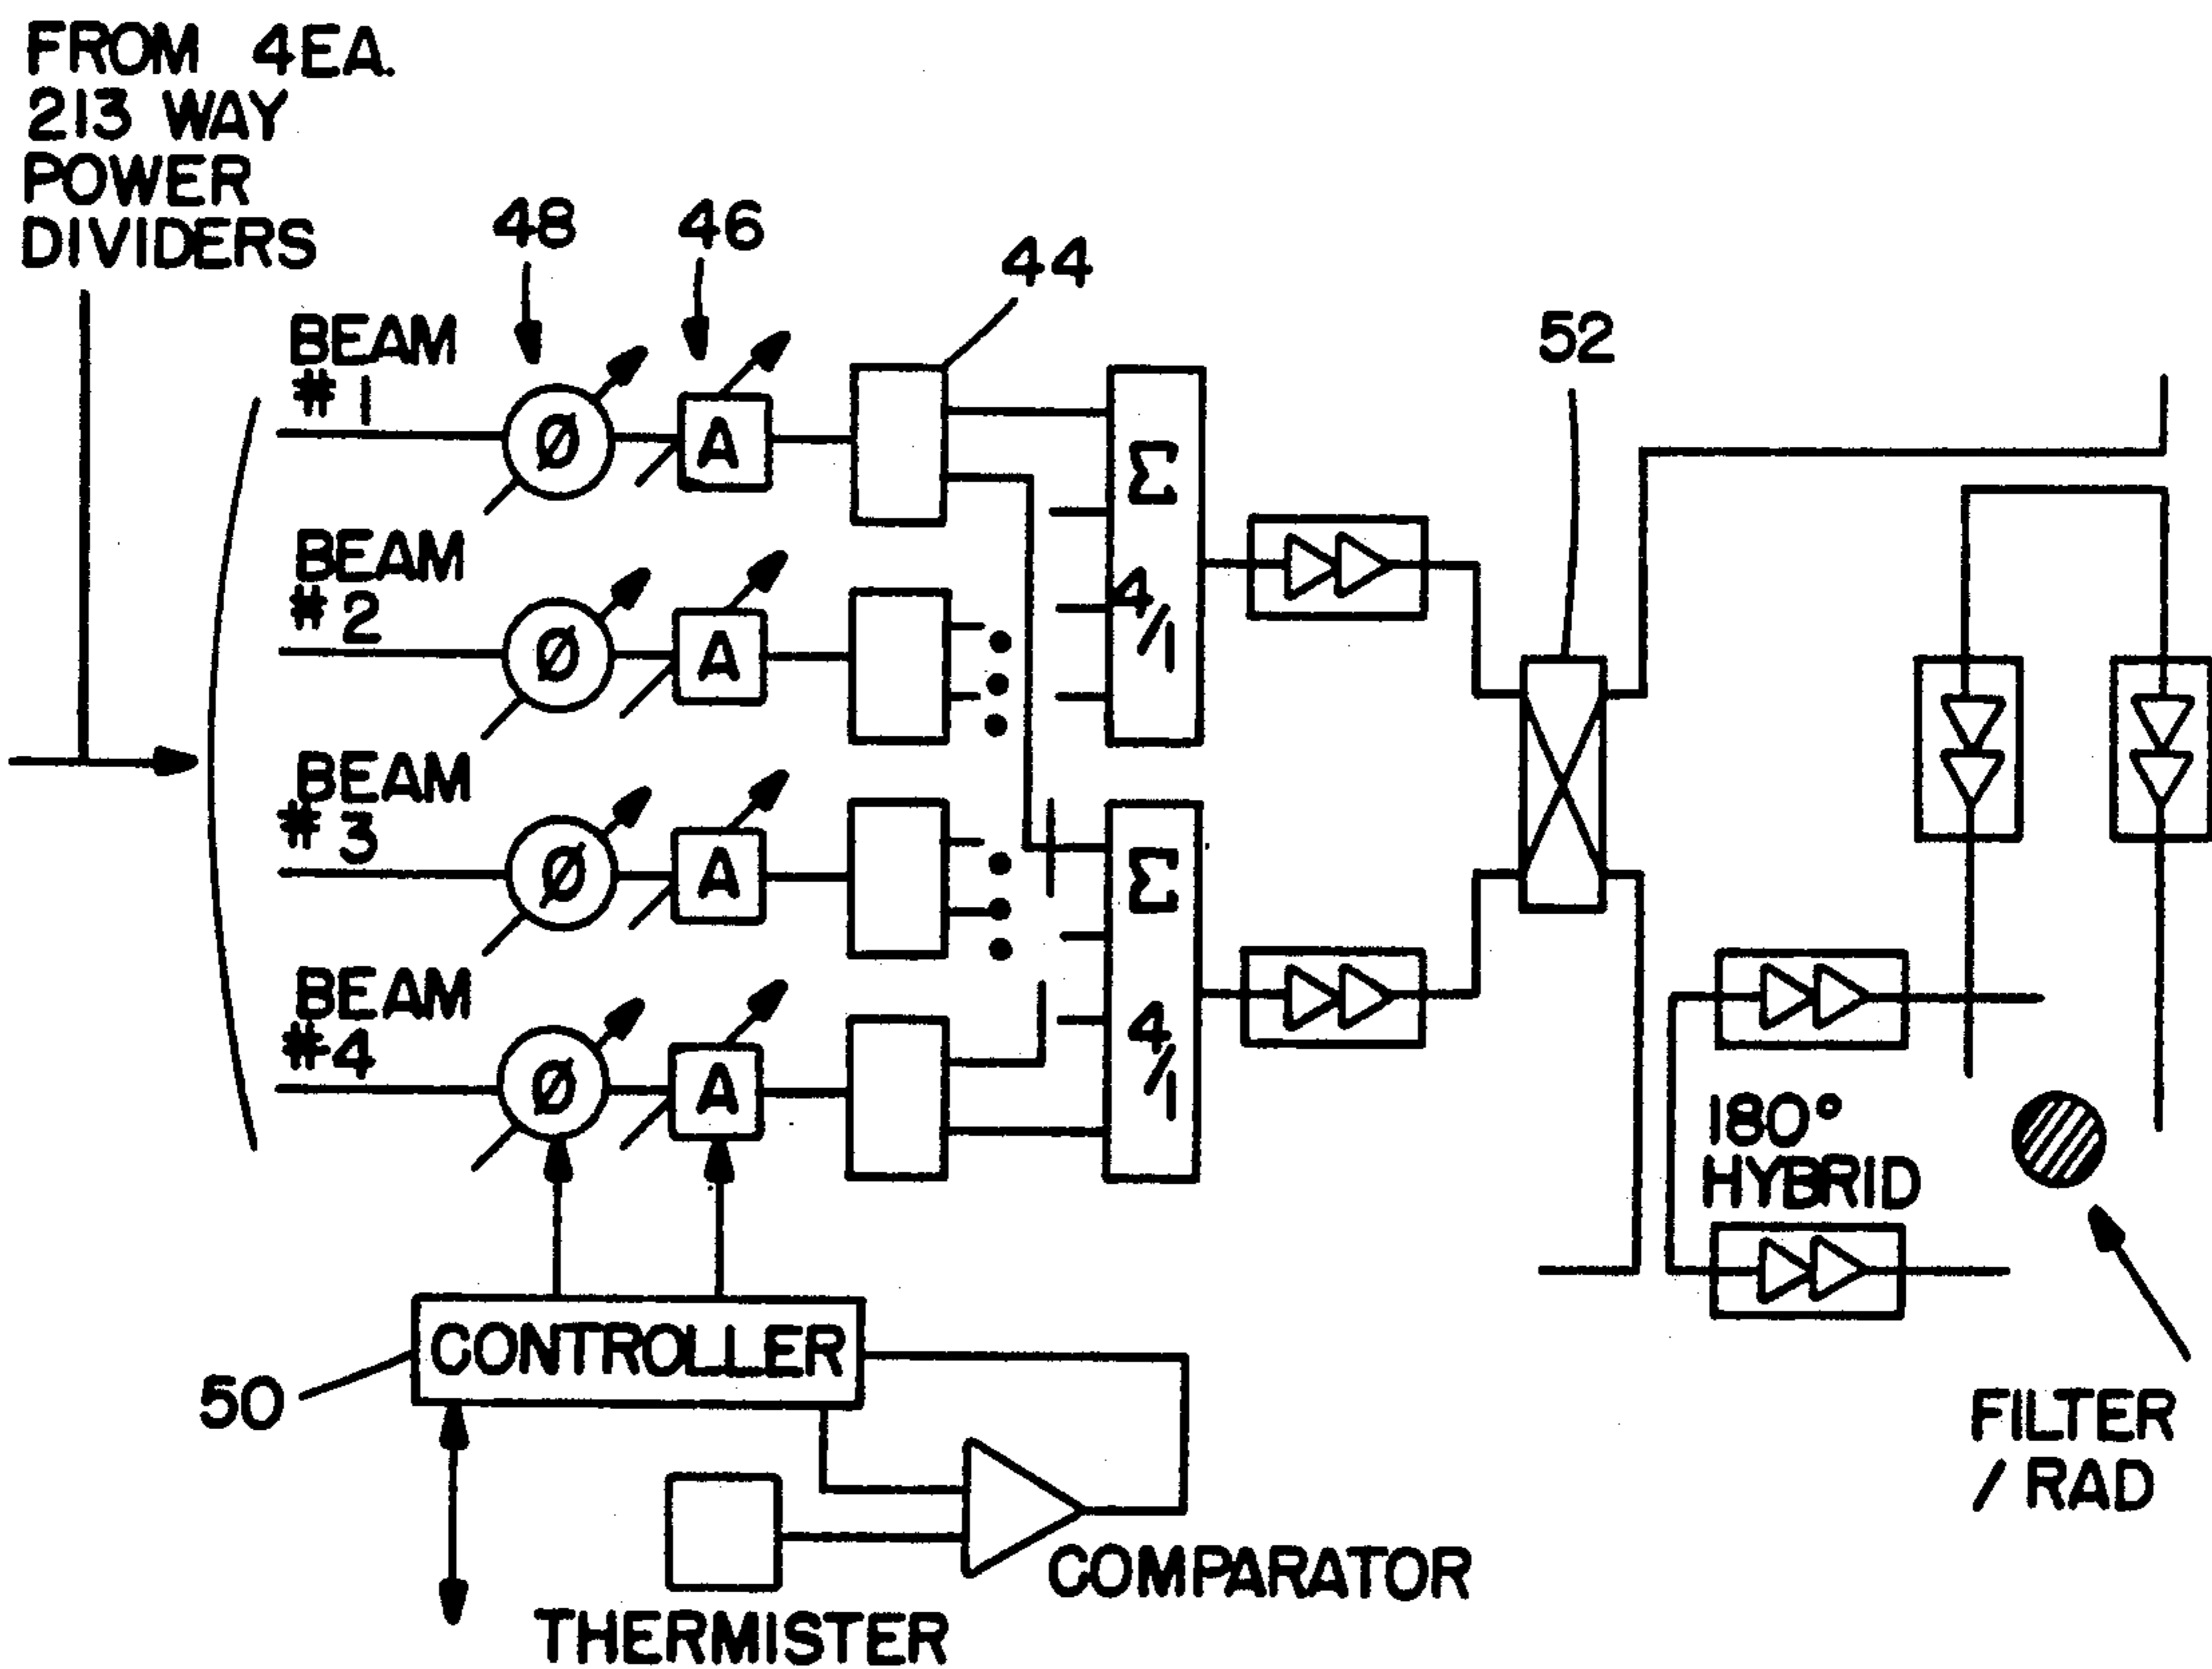 FROM 4EA.
213 WAY
POWER
DIVIDERS
48
46
44
52
BEAM
#1
Ø
A
Σ
4/1
BEAM
#2
Ø
A
BEAM
#3
Ø
A
Σ
4/1
BEAM
#4
Ø
A
180°
HYBRID
CONTROLLER
50
FILTER
/ RAD
COMPARATOR
THERMISTER